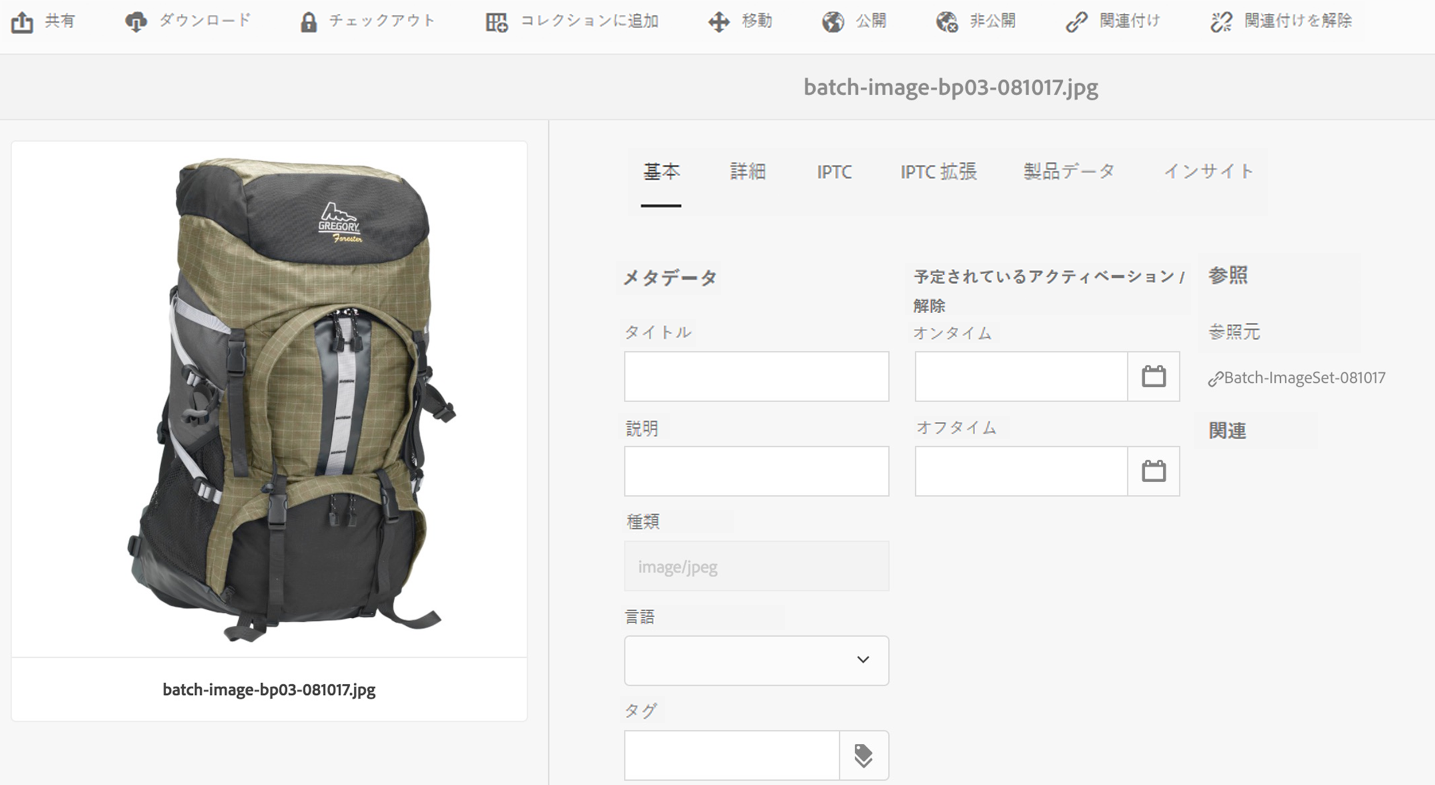 共有 ダウンロード チェックアウト コレクションに追加 移動 公開 非公開 関連付け 関連付けを解除
batch-image-bp03-081017.jpg
GREGORY
Forester
batch-image-bp03-081017.jpg
基本 詳細 IPTC IPTC 拡張 製品データ インサイト
メタデータ
タイトル
説明
種類
image/jpeg
言語
タグ
予定されているアクティベーション /
解除
オンタイム
オフタイム
参照
参照元
Batch-ImageSet-081017
関連